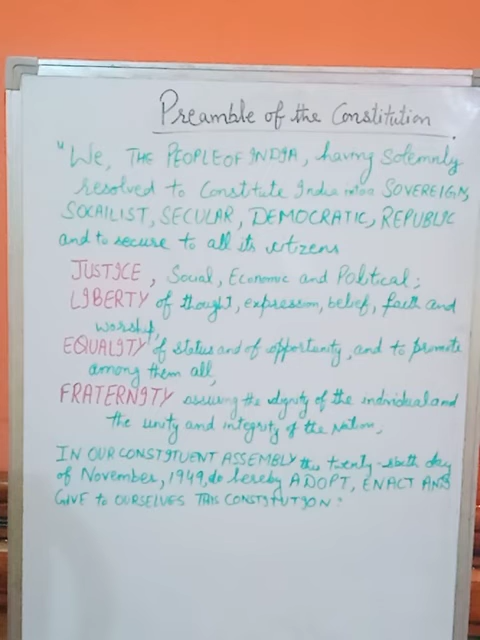 Preamble of the Constitution
"We, THE PEOPLE OF INDIA, having Solemnly
resolved to Constitute India into a SOVEREIGN,
SOCAILIST, SECULAR, DEMOCRATIC, REPUBLIC
and to secure to all its citizens
JUSTICE, Social, Economic and Political;
LIBERTY of thought, expression, belief, faith and
worship,
EQUALITY of status and of opportunity, and to promote
among them all,
FRATERNITY assuring the dignity of the individual and
the unity and integrity of the Nation,
IN OUR CONSTITUENT ASSEMBLY this twenty-sixth day
of November, 1949, do hereby ADOPT, ENACT AND
GIVE to OURSELVES THIS CONSTITUTION."